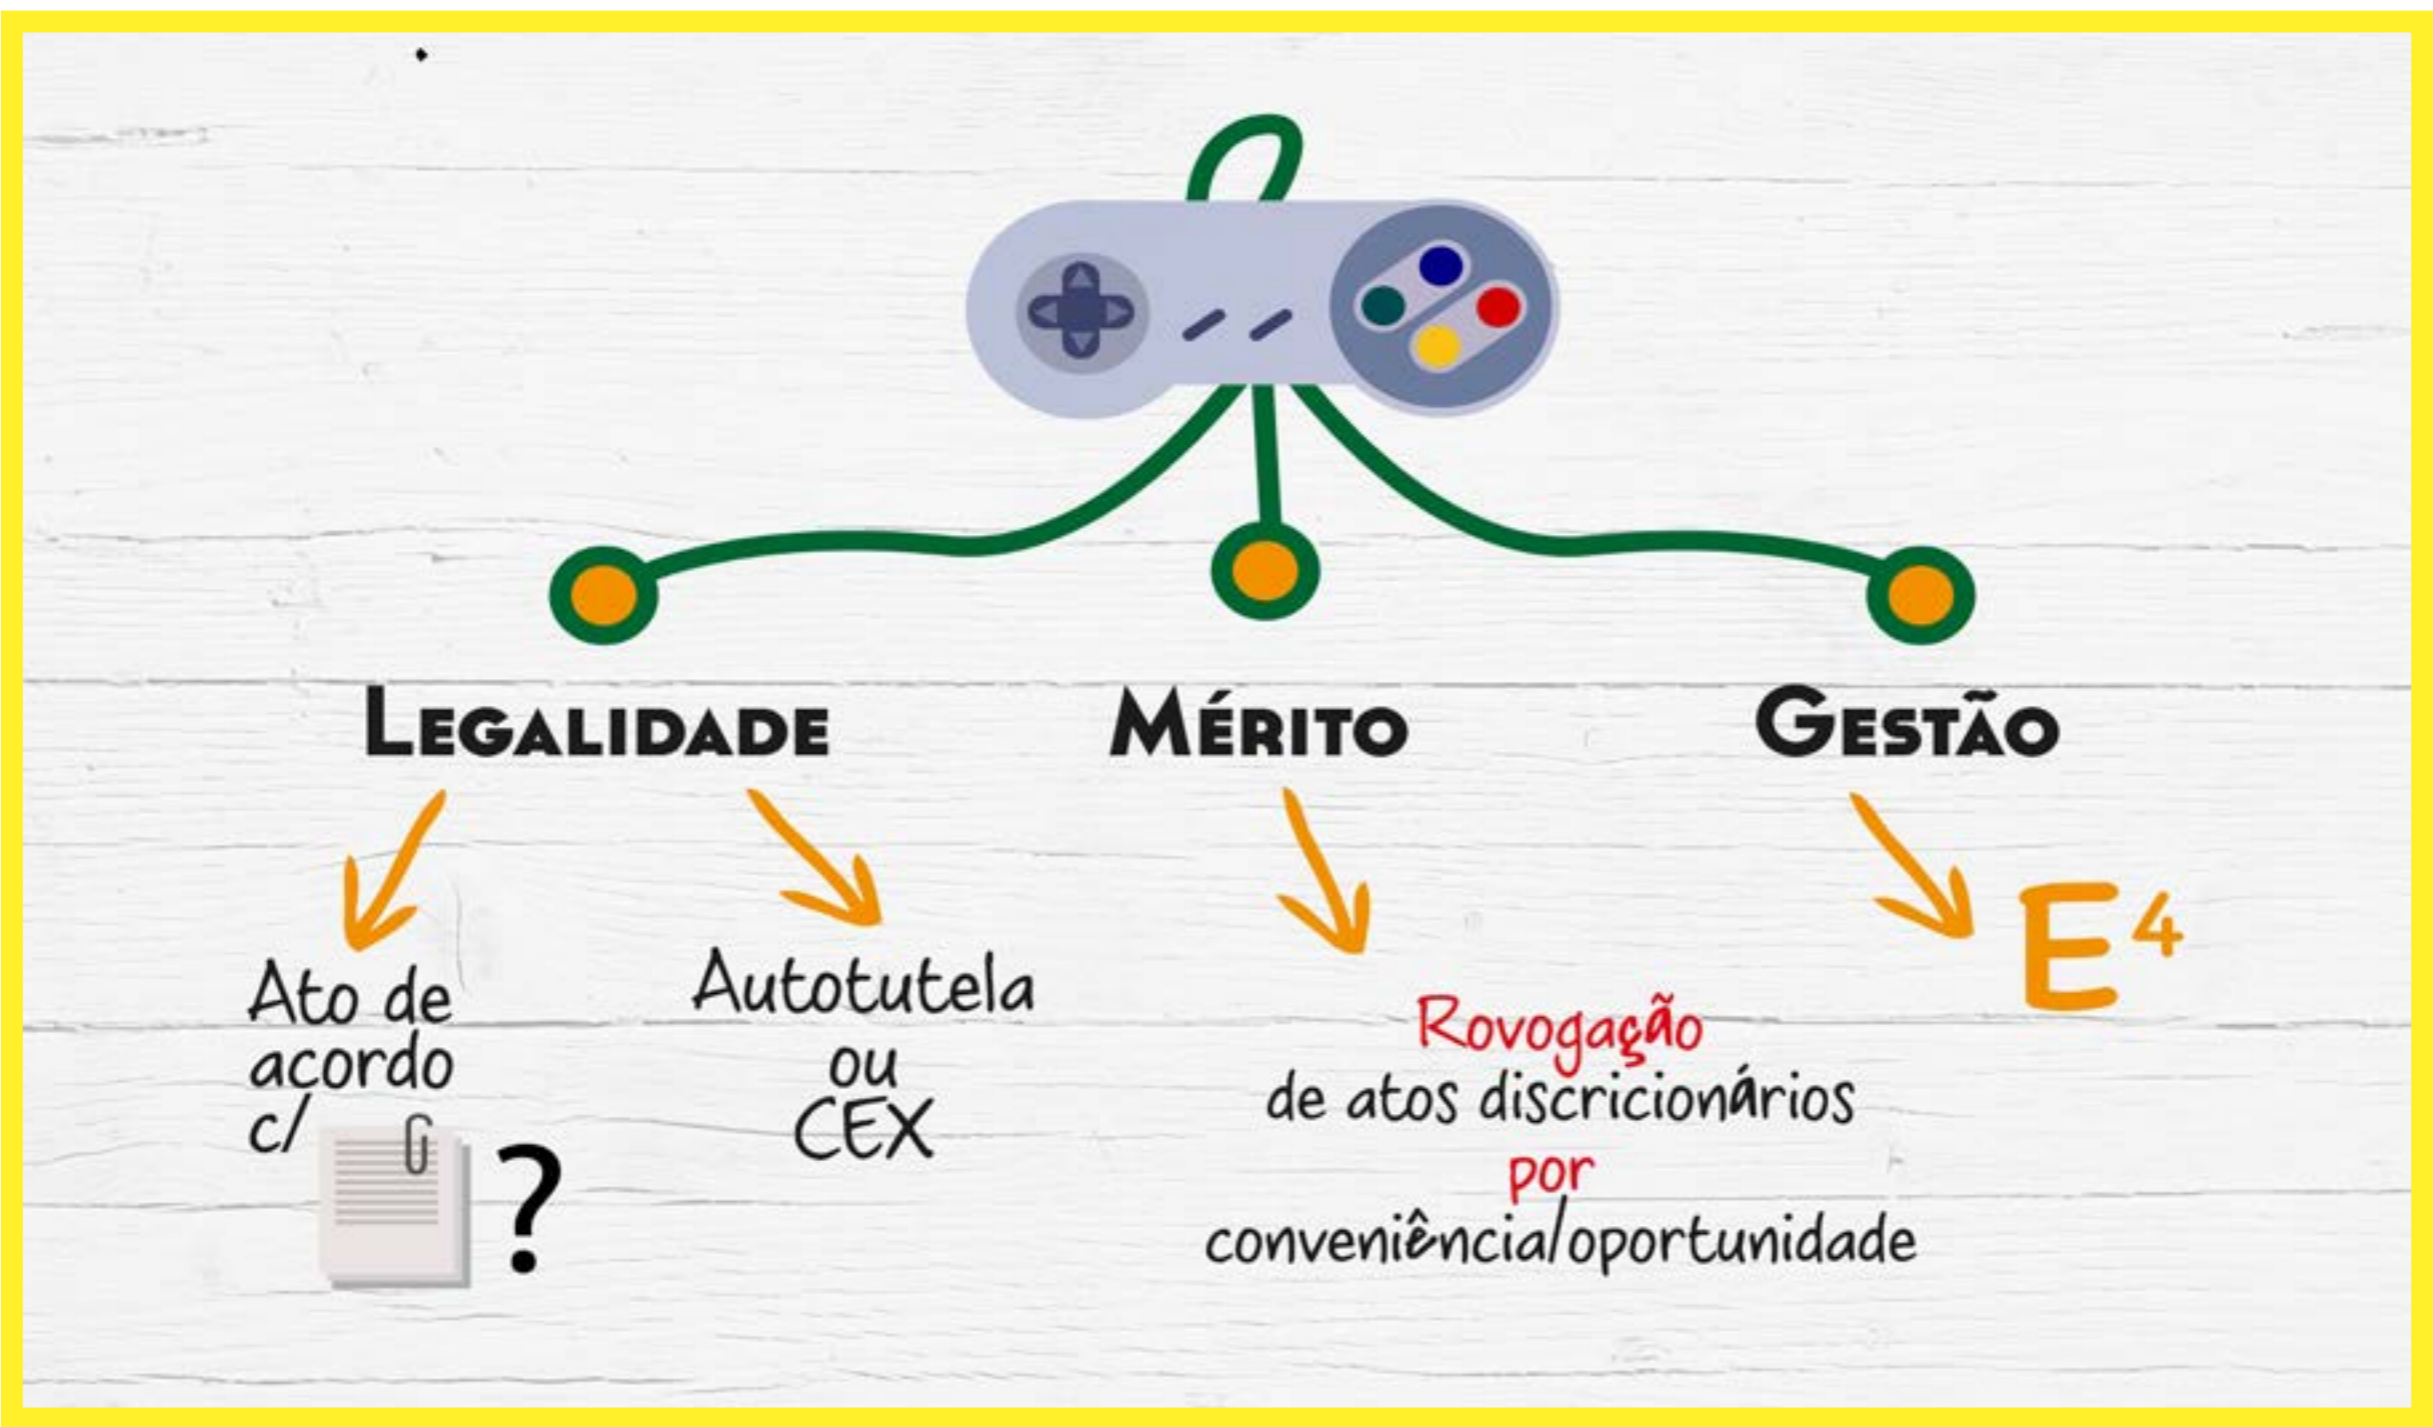 LEGALIDADE
Ato de
acordo
c/
?
Autotutela
ou
CEX
MÉRITO
Rovogação
de atos discricionários
por
conveniência/oportunidade
GESTÃO
E⁴